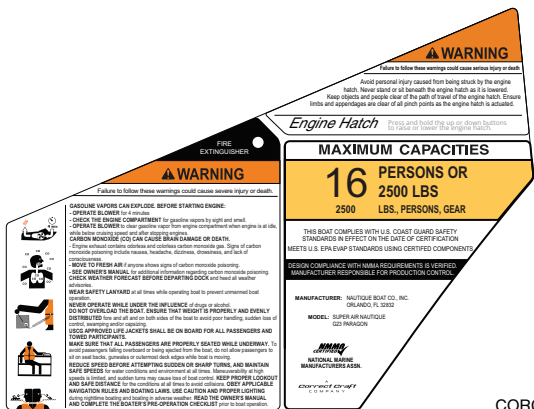 WARNING
Failure to follow these warnings could cause serious injury or death
Avoid personal injury caused from being struck by the engine
hatch. Never stand or sit beneath the engine hatch as it is lowered.
Keep objects and people clear of the path of travel of the engine hatch. Ensure
limbs and appendages are clear of all pinch points as the engine hatch is actuated.
Engine Hatch
Press and hold the up or down buttons
to raise or lower the engine hatch.
FIRE
EXTINGUISHER
WARNING
Failure to follow these warnings could cause severe injury or death.
GASOLINE VAPORS CAN EXPLODE. BEFORE STARTING ENGINE:
- OPERATE BLOWER for 4 minutes
- CHECK THE ENGINE COMPARTMENT for gasoline vapors by sight and smell.
- OPERATE BLOWER to clear gasoline vapor from engine compartment when engine is at idle,
while below cruising speed and after stopping engines.
CARBON MONOXIDE (CO) CAN CAUSE BRAIN DAMAGE OR DEATH.
- Engine exhaust contains odorless and colorless carbon monoxide gas. Signs of carbon
monoxide poisoning include nausea, headache, dizziness, drowsiness, and lack of
consciousness.
- MOVE TO FRESH AIR if anyone shows signs of carbon monoxide poisoning.
- SEE OWNER'S MANUAL for additional information regarding carbon monoxide poisoning.
CHECK WEATHER FORECAST BEFORE DEPARTING DOCK and heed all weather
advisories.
WEAR SAFETY LANYARD at all times while operating boat to prevent unmanned boat
operation.
NEVER OPERATE WHILE UNDER THE INFLUENCE of drugs or alcohol.
DO NOT OVERLOAD THE BOAT. ENSURE THAT WEIGHT IS PROPERLY AND EVENLY
DISTRIBUTED fore and aft and on both sides of the boat to avoid poor handling, sudden loss of
control, swamping and/or capsizing.
USCG APPROVED LIFE JACKETS SHALL BE ON BOARD FOR ALL PASSENGERS AND
TOWED PARTICIPANTS.
MAKE SURE THAT ALL PASSENGERS ARE PROPERLY SEATED WHILE UNDERWAY. To
avoid passengers falling overboard or being ejected from the boat, do not allow passengers to
sit on seat backs, gunwales or outermost deck edges while boat is moving.
REDUCE SPEED BEFORE ATTEMPTING SUDDEN OR SHARP TURNS, AND MAINTAIN
SAFE SPEEDS for water conditions and environment at all times. Maneuverability at high
speeds is limited, and sudden turns may cause loss of boat control. KEEP PROPER LOOKOUT
AND SAFE DISTANCE for the conditions at all times to avoid collisions. OBEY APPLICABLE
NAVIGATION RULES AND BOATING LAWS. USE CAUTION AND PROPER LIGHTING
during nighttime boating and boating in adverse weather. READ THE OWNER'S MANUAL
AND COMPLETE THE BOATER'S PRE-OPERATION CHECKLIST prior to boat operation.
MAXIMUM CAPACITIES
16 PERSONS OR
2500 LBS
2500 LBS., PERSONS, GEAR
THIS BOAT COMPLIES WITH U.S. COAST GUARD SAFETY
STANDARDS IN EFFECT ON THE DATE OF CERTIFICATION
MEETS U.S. EPA EVAP STANDARDS USING CERTIFIED COMPONENTS
DESIGN COMPLIANCE WITH NMMA REQUIREMENTS IS VERIFIED.
MANUFACTURER RESPONSIBLE FOR PRODUCTION CONTROL.
MANUFACTURER: NAUTIQUE BOAT CO., INC.
ORLANDO, FL 32832
MODEL: SUPER AIR NAUTIQUE
G23 PARAGON
NMMA
CERTIFIED
NATIONAL MARINE
MANUFACTURERS ASSN.
A
Correct Craft
COMPANY